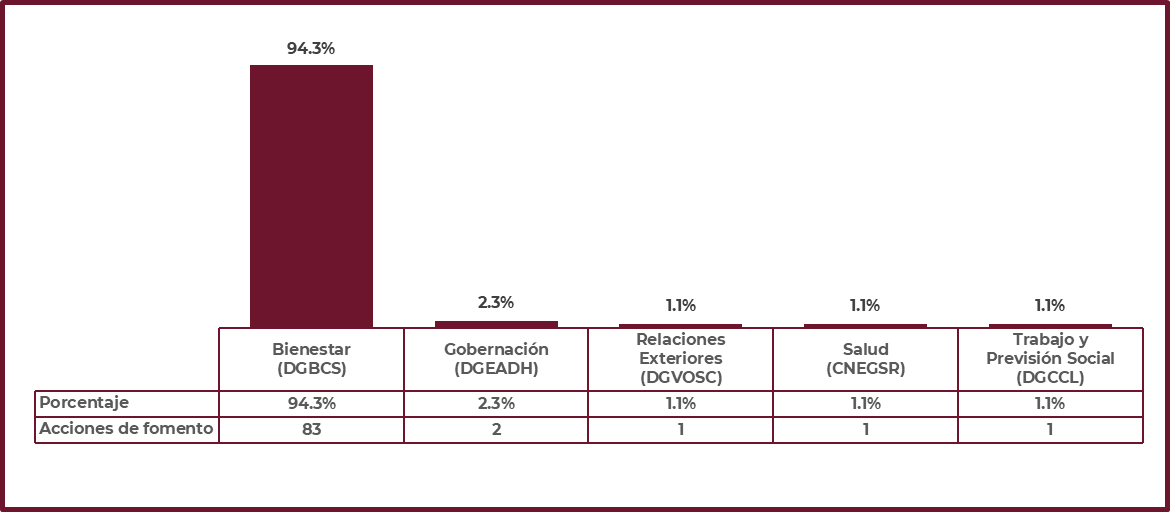 94.3%
2.3%
1.1%
1.1%
1.1%
Bienestar
(DGBCS)
Gobernación
(DGEADH)
Relaciones
Exteriores
(DGVOSC)
Salud
(CNEGSR)
Trabajo y
Previsión Social
(DGCCL)
Porcentaje 94.3% 2.3% 1.1% 1.1% 1.1%
Acciones de fomento 83 2 1 1 1